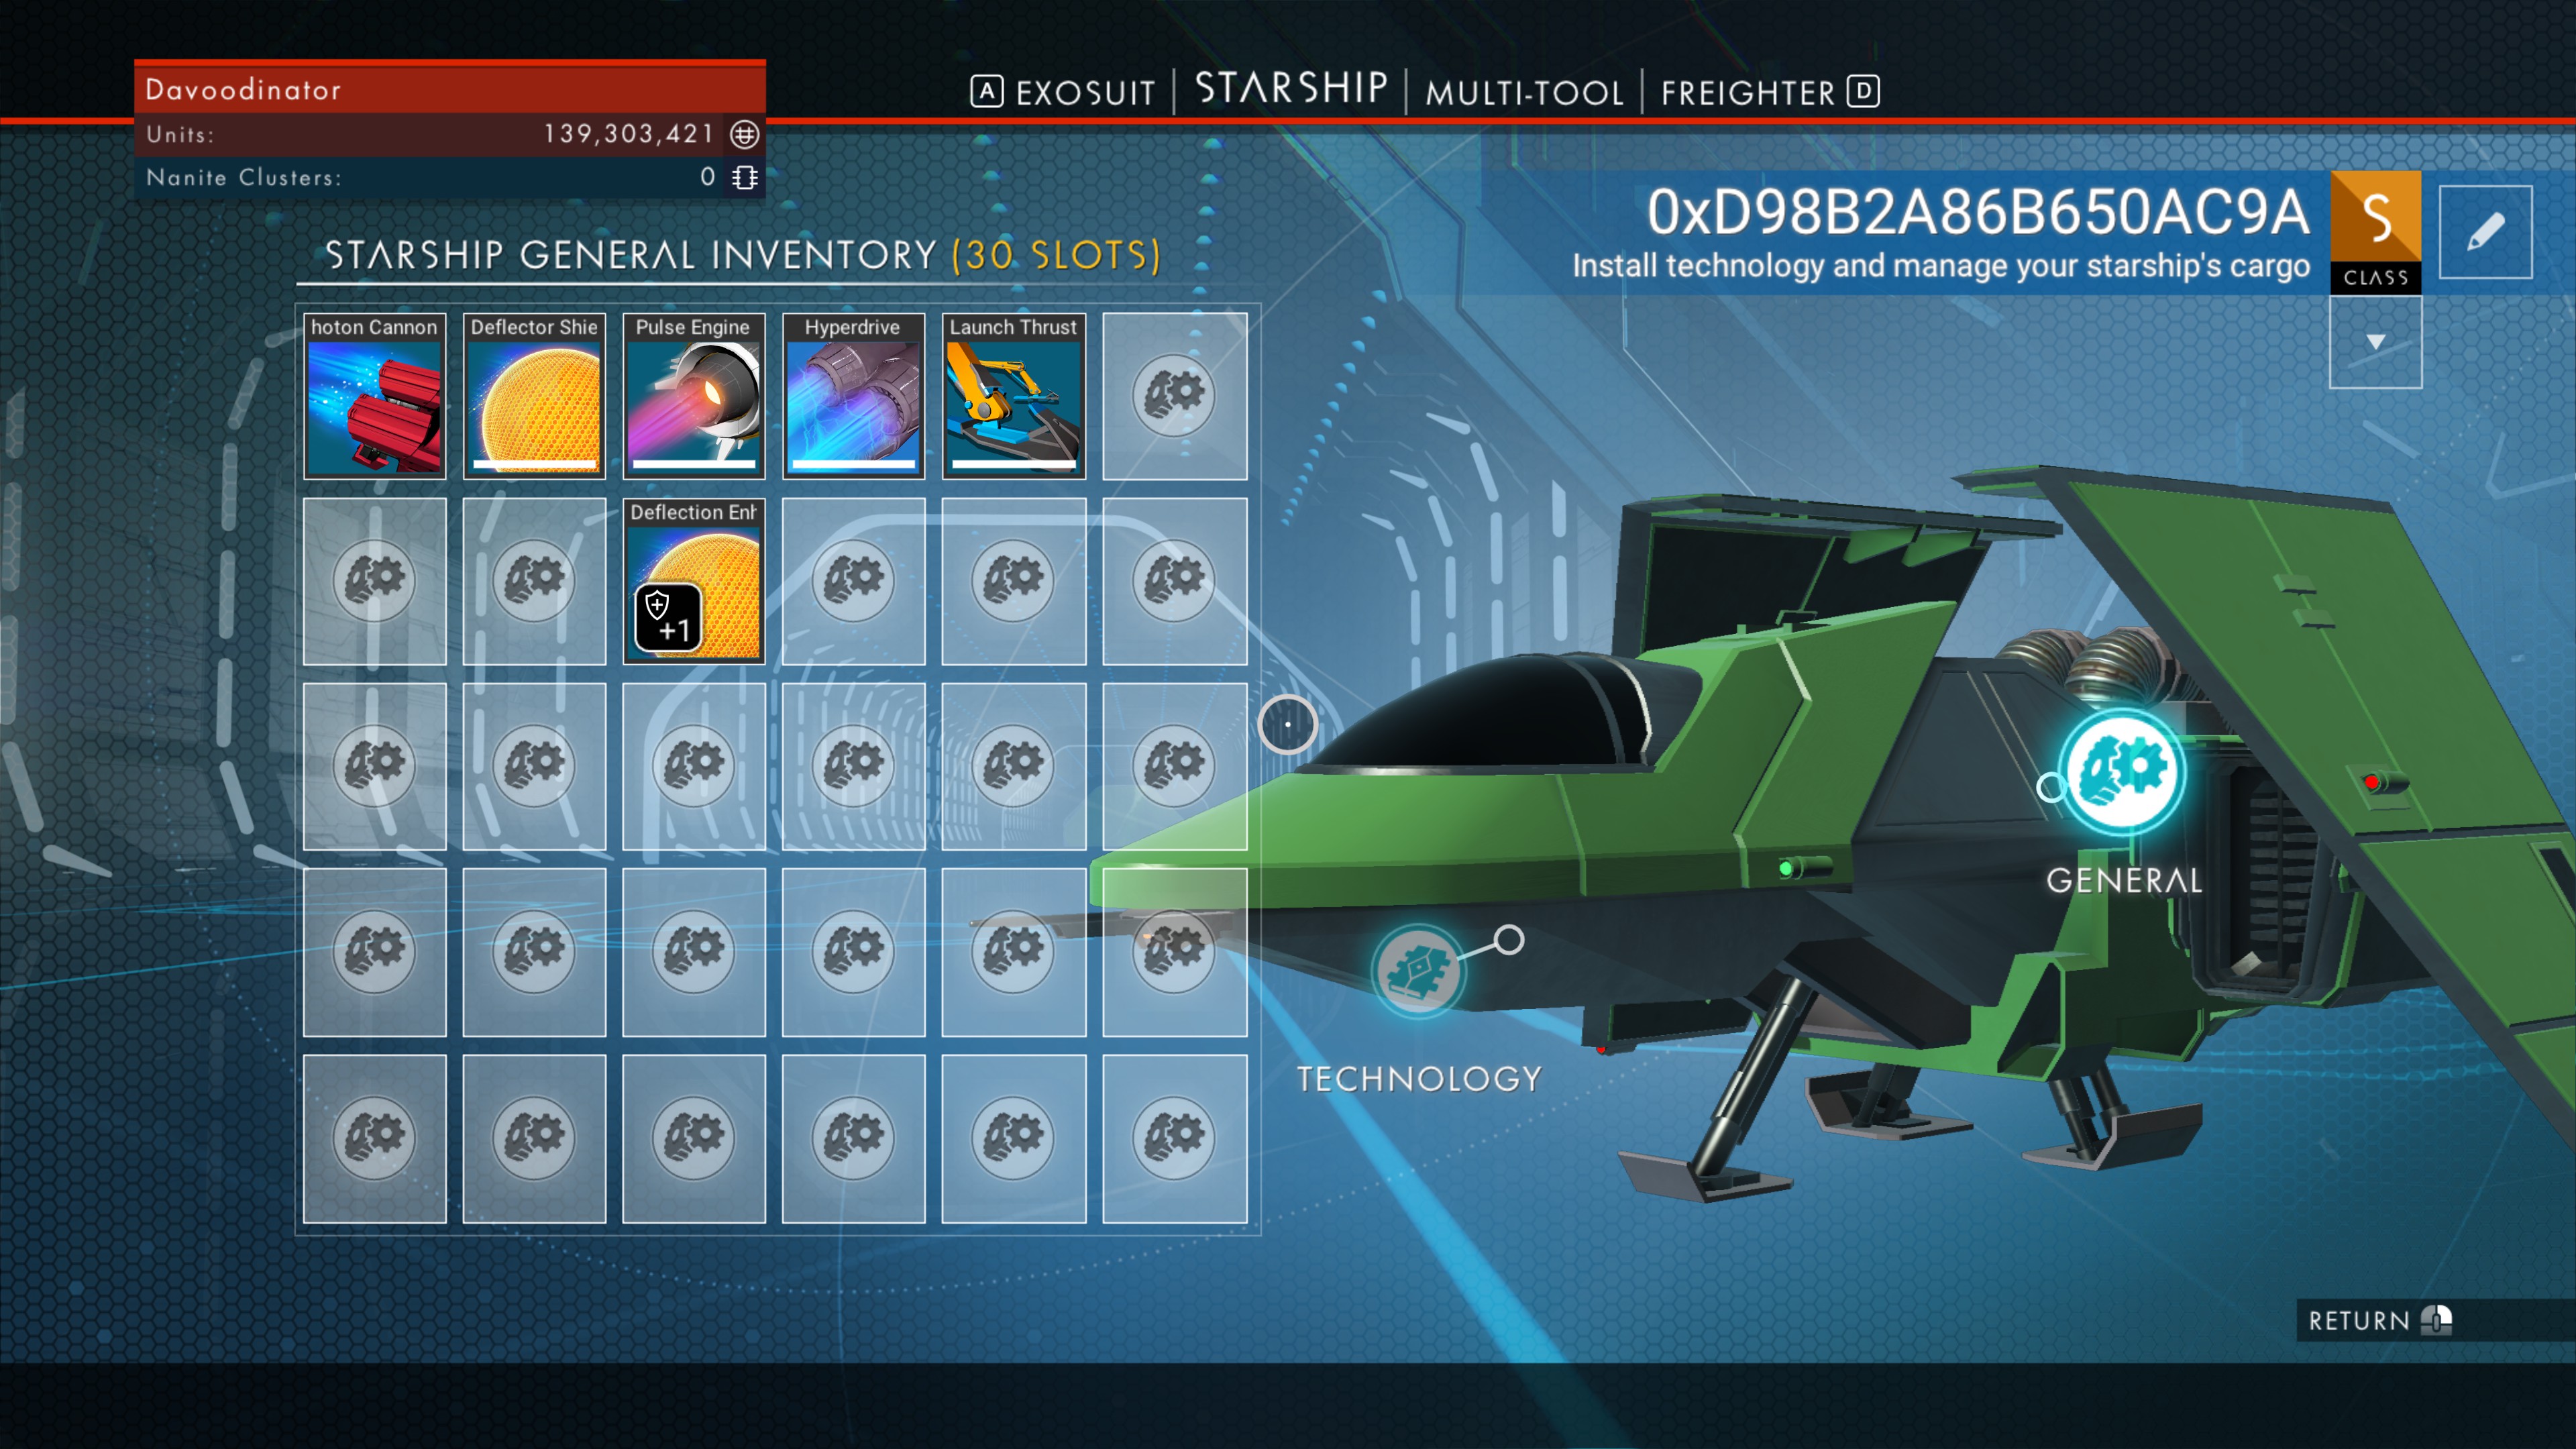 Davoodinator
Units: 139,303,421
Nanite Clusters: 0
A EXOSUIT STARSHIP MULTI-TOOL FREIGHTER D
0xD98B2A86B650AC9A
Install technology and manage your starship's cargo
S
CLASS
STARSHIP GENERAL INVENTORY (30 SLOTS)
hoton Cannon Deflector Shie Pulse Engine Hyperdrive Launch Thrust
Deflection Enh
+1
GENERAL
TECHNOLOGY
RETURN